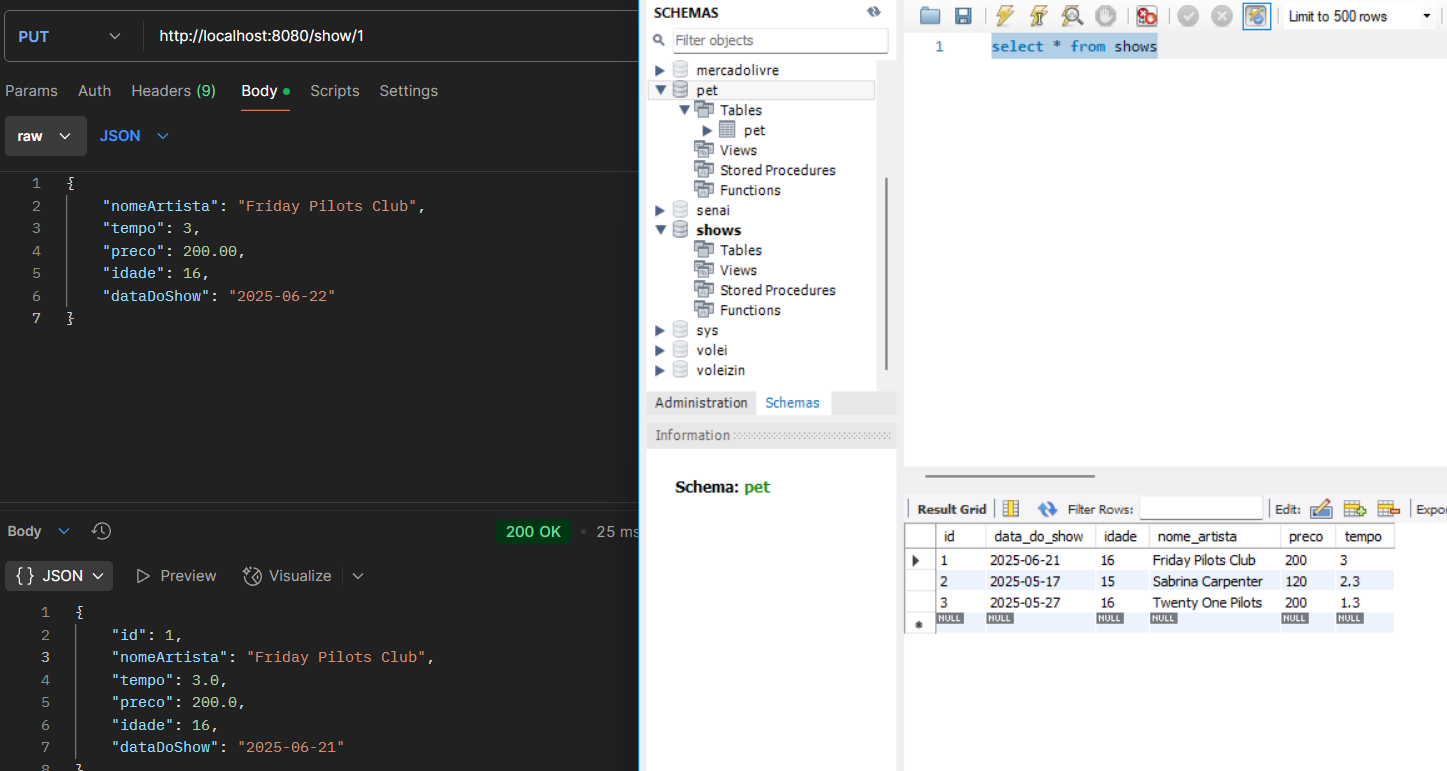 PUT http://localhost:8080/show/1
Params Auth Headers (9) Body Scripts Settings
raw JSON
1 {
2 "nomeArtista": "Friday Pilots Club",
3 "tempo": 3,
4 "preco": 200.00,
5 "idade": 16,
6 "dataDoShow": "2025-06-22"
7 }
Body 200 OK • 25 ms
{} JSON Preview Visualize
1 {
2 "id": 1,
3 "nomeArtista": "Friday Pilots Club",
4 "tempo": 3.0,
5 "preco": 200.0,
6 "idade": 16,
7 "dataDoShow": "2025-06-21"
8 }
SCHEMAS
Filter objects
mercadolivre
pet
Tables
pet
Views
Stored Procedures
Functions
senai
shows
Tables
Views
Stored Procedures
Functions
sys
volei
voleizin
Administration Schemas
Information
Schema: pet
Limit to 500 rows
1 select * from shows
Result Grid Filter Rows: Edit: Expor
id data_do_show idade nome_artista preco tempo
1 2025-06-21 16 Friday Pilots Club 200 3
2 2025-05-17 15 Sabrina Carpenter 120 2.3
3 2025-05-27 16 Twenty One Pilots 200 1.3
NULL NULL NULL NULL NULL NULL